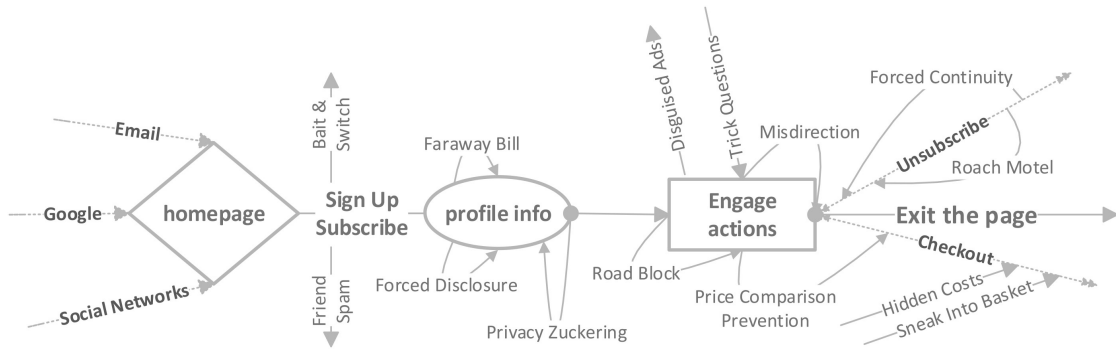 Email
Google
Social Networks
homepage
Bait &
Switch
Sign Up
Subscribe
Friend
Spam
Faraway Bill
profile info
Forced Disclosure
Privacy Zuckering
Disguised Ads
Trick Questions
Misdirection
Engage
actions
Road Block
Price Comparison
Prevention
Forced Continuity
Unsubscribe
Roach Motel
Exit the page
Checkout
Hidden Costs
Sneak Into Basket